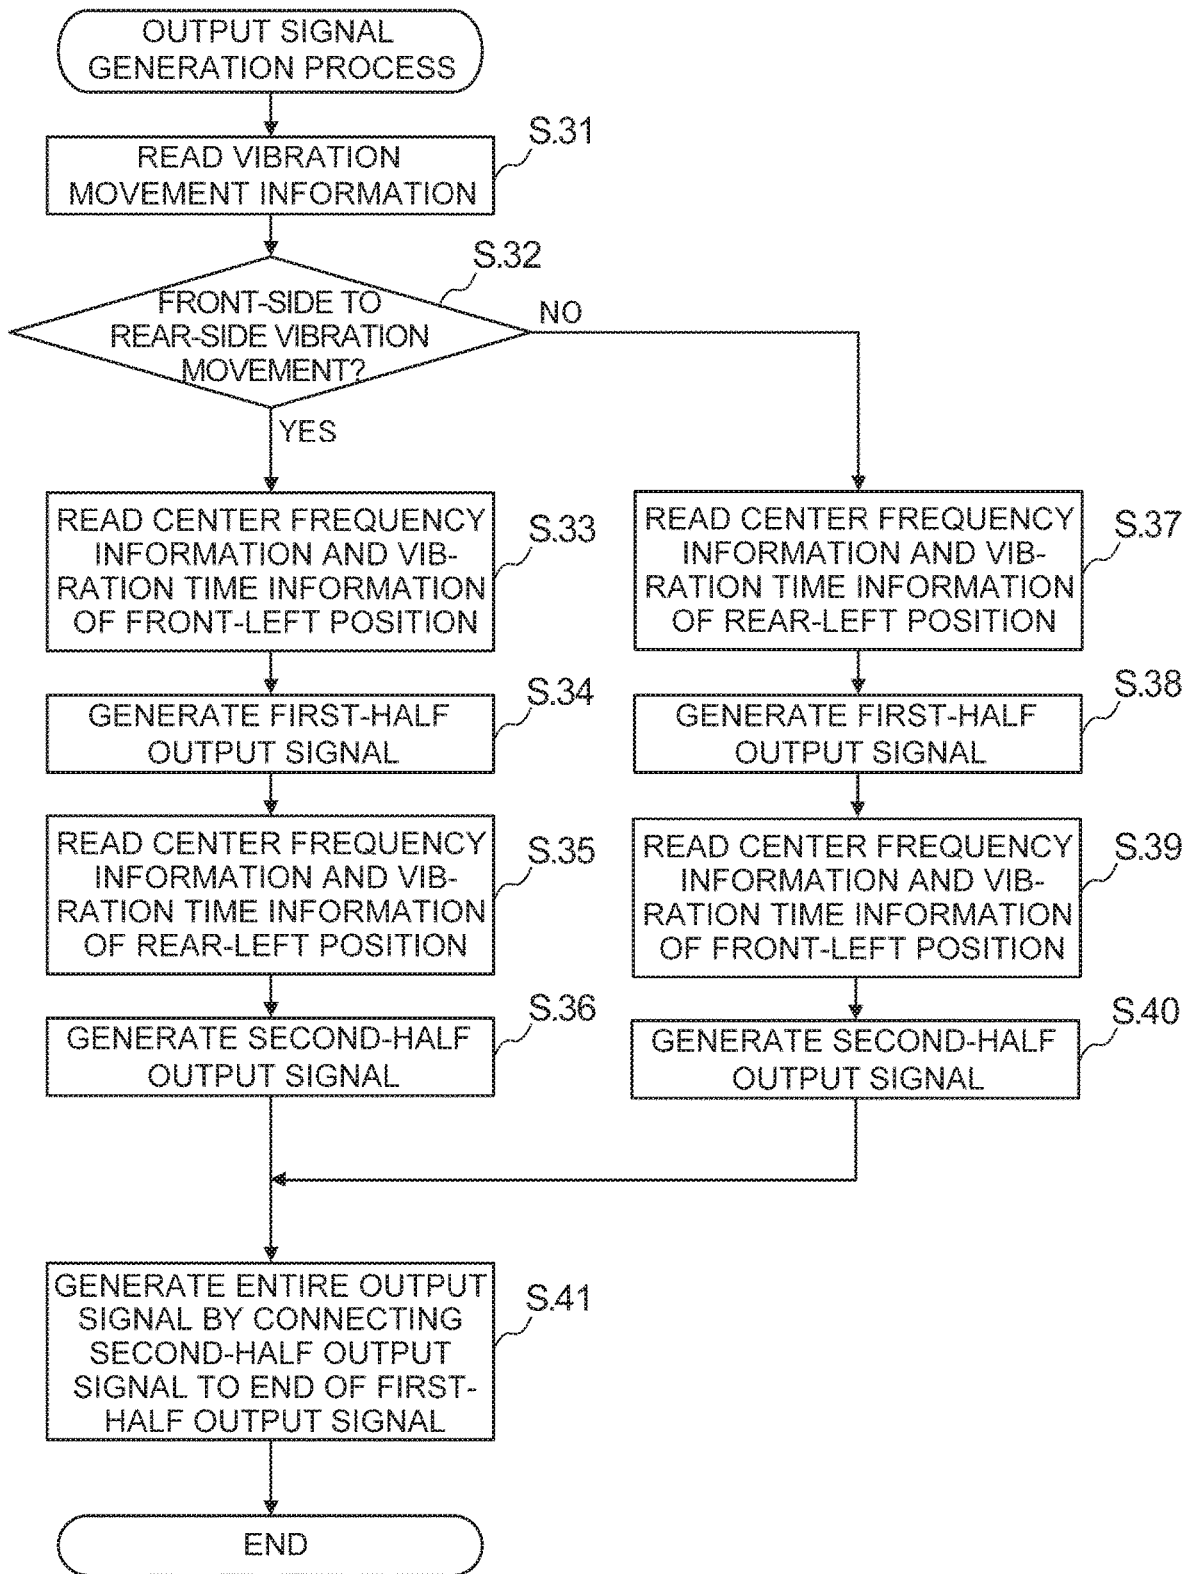 OUTPUT SIGNAL
GENERATION PROCESS
S.31
READ VIBRATION
MOVEMENT INFORMATION
S.32
FRONT-SIDE TO
REAR-SIDE VIBRATION
MOVEMENT?
NO
YES
READ CENTER FREQUENCY
INFORMATION AND VIB-
RATION TIME INFORMATION
OF FRONT-LEFT POSITION
S.33
GENERATE FIRST-HALF
OUTPUT SIGNAL
S.34
READ CENTER FREQUENCY
INFORMATION AND VIB-
RATION TIME INFORMATION
OF REAR-LEFT POSITION
S.35
GENERATE SECOND-HALF
OUTPUT SIGNAL
S.36
READ CENTER FREQUENCY
INFORMATION AND VIB-
RATION TIME INFORMATION
OF REAR-LEFT POSITION
S.37
GENERATE FIRST-HALF
OUTPUT SIGNAL
S.38
READ CENTER FREQUENCY
INFORMATION AND VIB-
RATION TIME INFORMATION
OF FRONT-LEFT POSITION
S.39
GENERATE SECOND-HALF
OUTPUT SIGNAL
S.40
GENERATE ENTIRE OUTPUT
SIGNAL BY CONNECTING
SECOND-HALF OUTPUT
SIGNAL TO END OF FIRST-
HALF OUTPUT SIGNAL
S.41
END